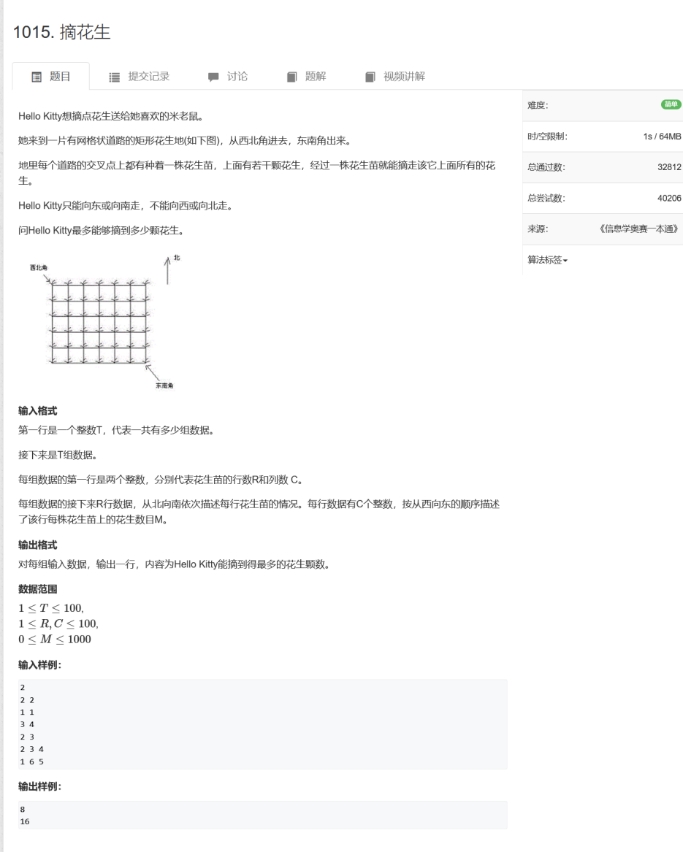 1015. 摘花生
题目 提交记录 讨论 题解 视频讲解
Hello Kitty想摘点花生送给她喜欢的米老鼠。
她来到一片有网格状道路的矩形花生地(如下图)，从西北角进去，东南角出来。
地里每个道路的交叉点上都有种着一株花生苗，上面有若干颗花生，经过一株花生苗就能摘走该它上面所有的花
生。
Hello Kitty只能向东或向南走，不能向西或向北走。
问Hello Kitty最多能够摘到多少颗花生。
北
西北角
东南角
输入格式
第一行是一个整数T，代表一共有多少组数据。
接下来是T组数据。
每组数据的第一行是两个整数，分别代表花生苗的行数R和列数 C。
每组数据的接下来R行数据，从北向南依次描述每行花生苗的情况。每行数据有C个整数，按从西向东的顺序描述
了该行每株花生苗上的花生数目M。
输出格式
对每组输入数据，输出一行，内容为Hello Kitty能摘到得最多的花生颗数。
数据范围
1 ≤ T ≤ 100,
1 ≤ R, C ≤ 100,
0 ≤ M ≤ 1000
输入样例：
2
2 2
1 1
3 4
2 3
2 3 4
1 6 5
输出样例：
8
16
难度： 简单
时/空限制： 1s / 64MB
总通过数： 32812
总尝试数： 40206
来源： 《信息学奥赛一本通》
算法标签